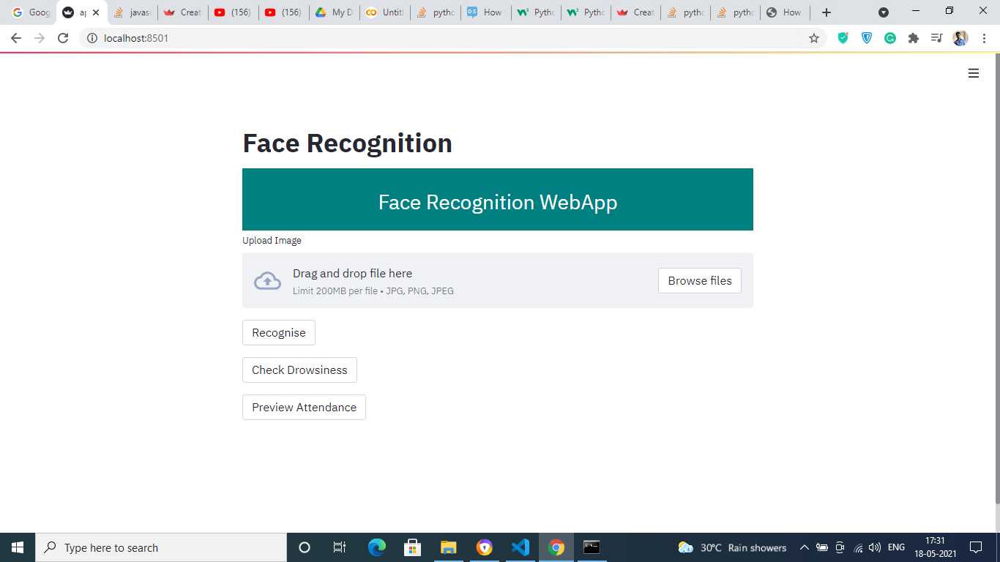 Goog
ap
javasc
Creat
(156)
(156)
My D
Untitl
pytho
How t
Pytho
Pytho
Creat
pytho
pytho
How
localhost:8501
Face Recognition
Face Recognition WebApp
Upload Image
Drag and drop file here
Limit 200MB per file • JPG, PNG, JPEG
Browse files
Recognise
Check Drowsiness
Preview Attendance
Type here to search
30°C Rain showers
ENG
17:31
18-05-2021